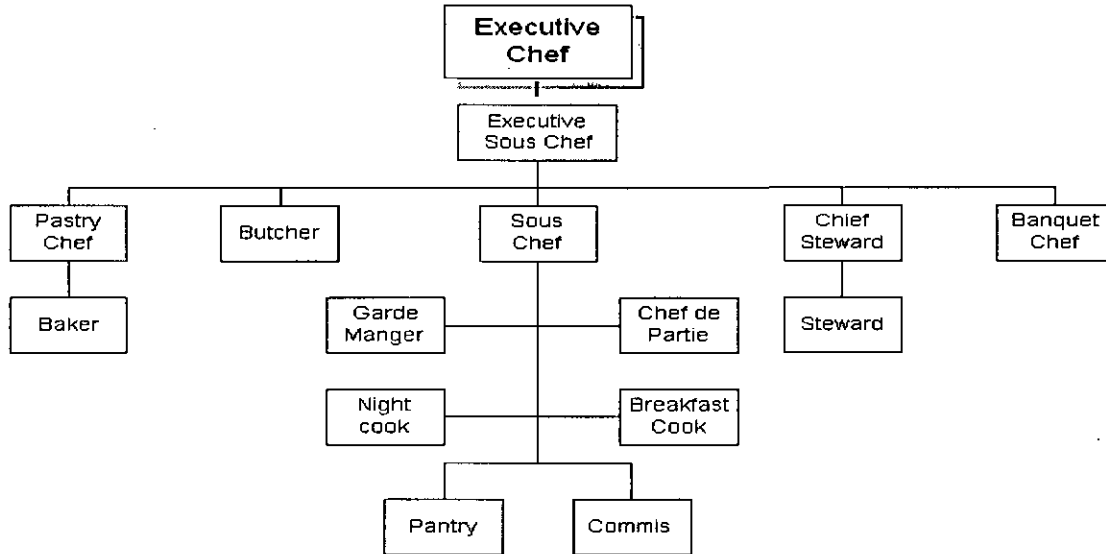 Executive
Chef
Executive
Sous Chef
Pastry
Chef
Butcher
Sous
Chef
Chief
Steward
Banquet
Chef
Baker
Garde
Manger
Chef de
Partie
Steward
Night
cook
Breakfast
Cook
Pantry
Commis